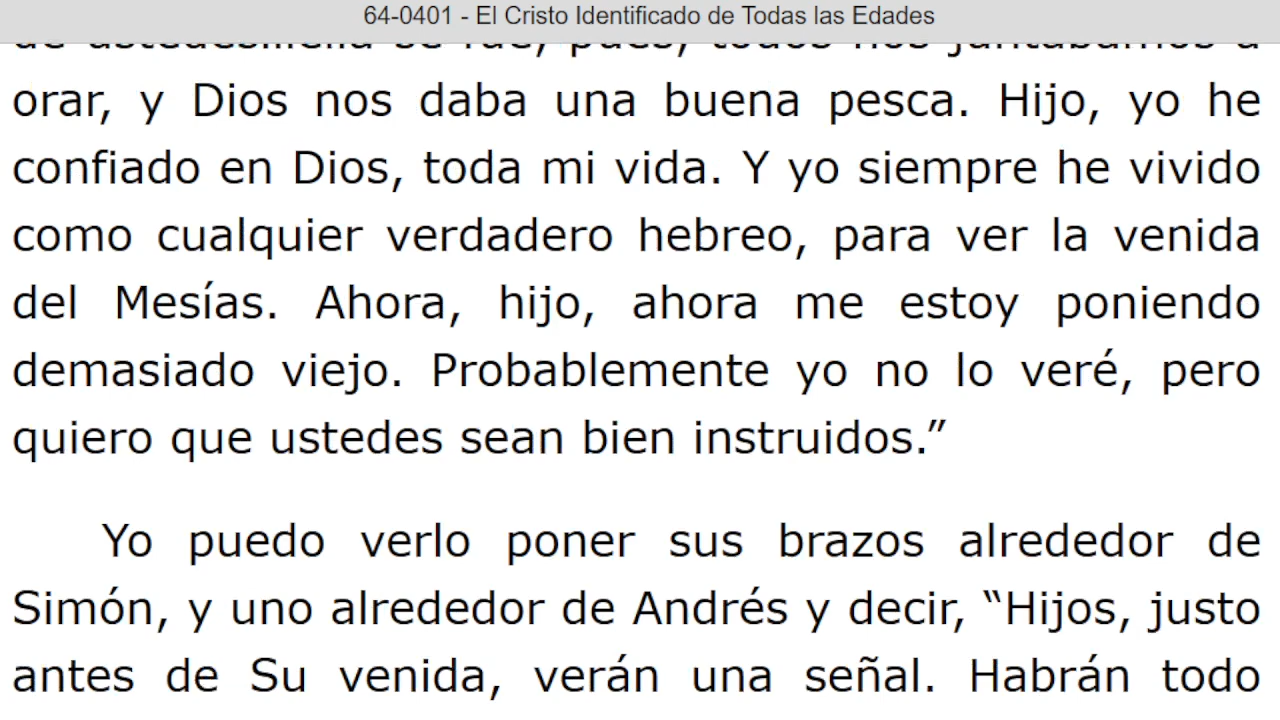 64-0401 - El Cristo Identificado de Todas las Edades
orar, y Dios nos daba una buena pesca. Hijo, yo he
confiado en Dios, toda mi vida. Y yo siempre he vivido
como cualquier verdadero hebreo, para ver la venida
del Mesías. Ahora, hijo, ahora me estoy poniendo
demasiado viejo. Probablemente yo no lo veré, pero
quiero que ustedes sean bien instruidos.”
Yo puedo verlo poner sus brazos alrededor de
Simón, y uno alrededor de Andrés y decir, “Hijos, justo
antes de Su venida, verán una señal. Habrán todo